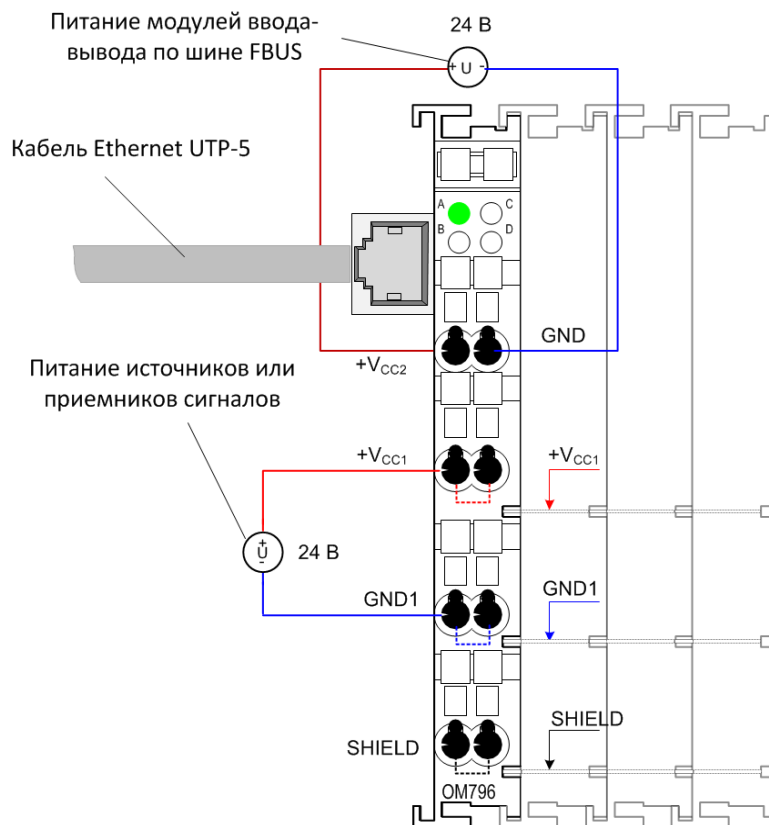 Питание модулей ввода-
вывода по шине FBUS
24 В
+ U -
Кабель Ethernet UTP-5
A
C
B
D
GND
+VCC2
Питание источников или
приемников сигналов
+VCC1
+VCC1
+
U
-
24 В
GND1
GND1
SHIELD
SHIELD
OM796